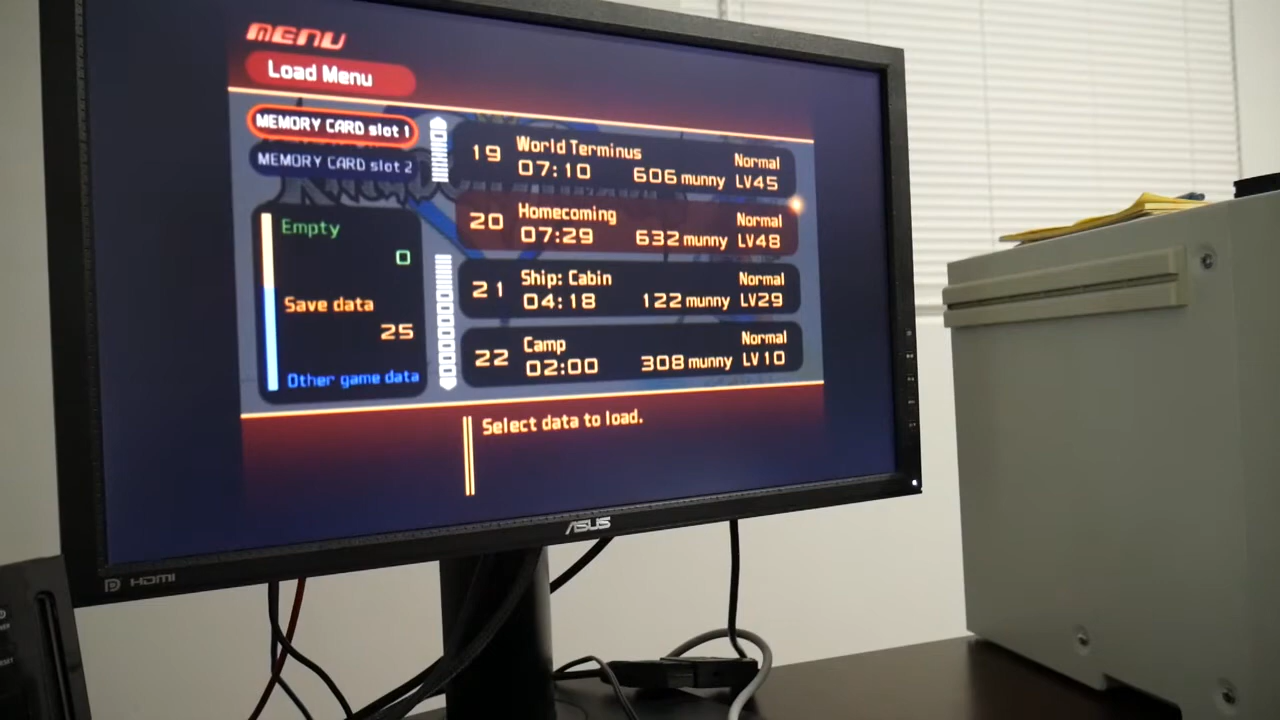 MENU
Load Menu
MEMORY CARD slot 1
MEMORY CARD slot 2
Empty
0
Save data
25
Other game data
19 World Terminus Normal
07:10 606 munny LV45
20 Homecoming Normal
07:29 632 munny LV48
21 Ship: Cabin Normal
04:18 122 munny LV29
22 Camp Normal
02:00 308 munny LV10
Select data to load.
ASUS
HDMI